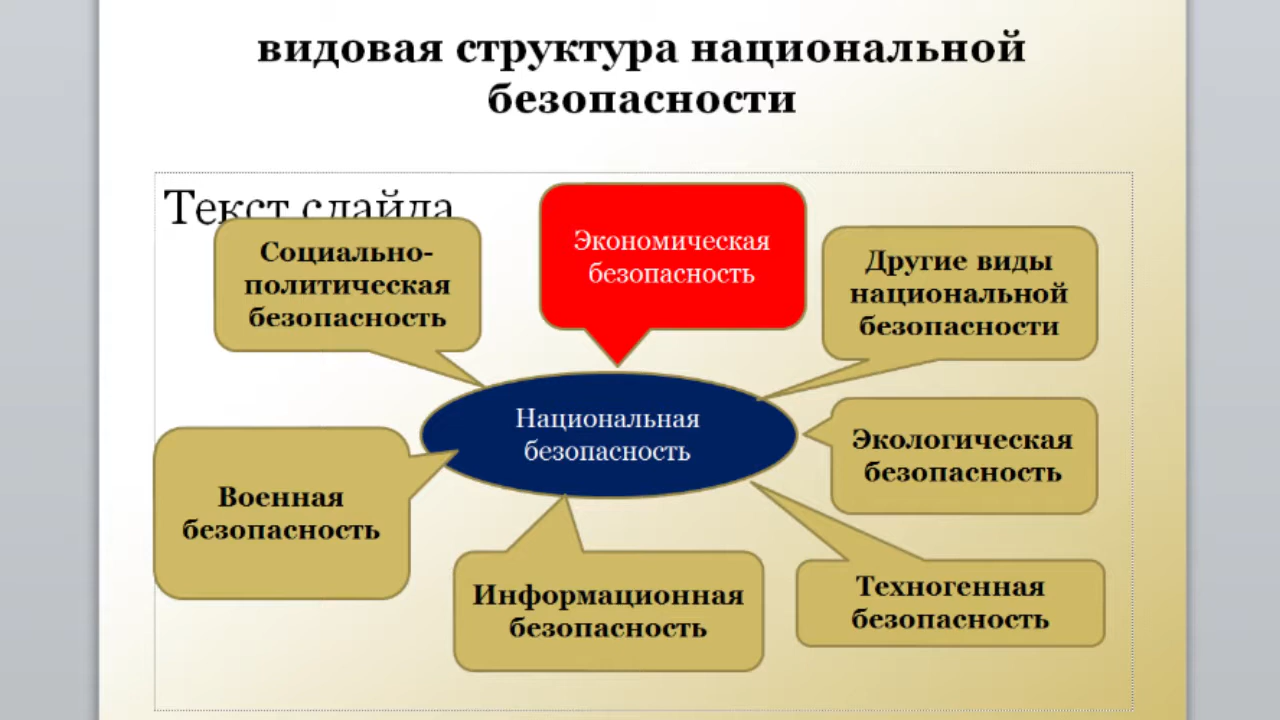 видовая структура национальной
безопасности
Текст слайда
Экономическая
безопасность
Социально-
политическая
безопасность
Другие виды
национальной
безопасности
Национальная
безопасность
Экологическая
безопасность
Военная
безопасность
Техногенная
безопасность
Информационная
безопасность